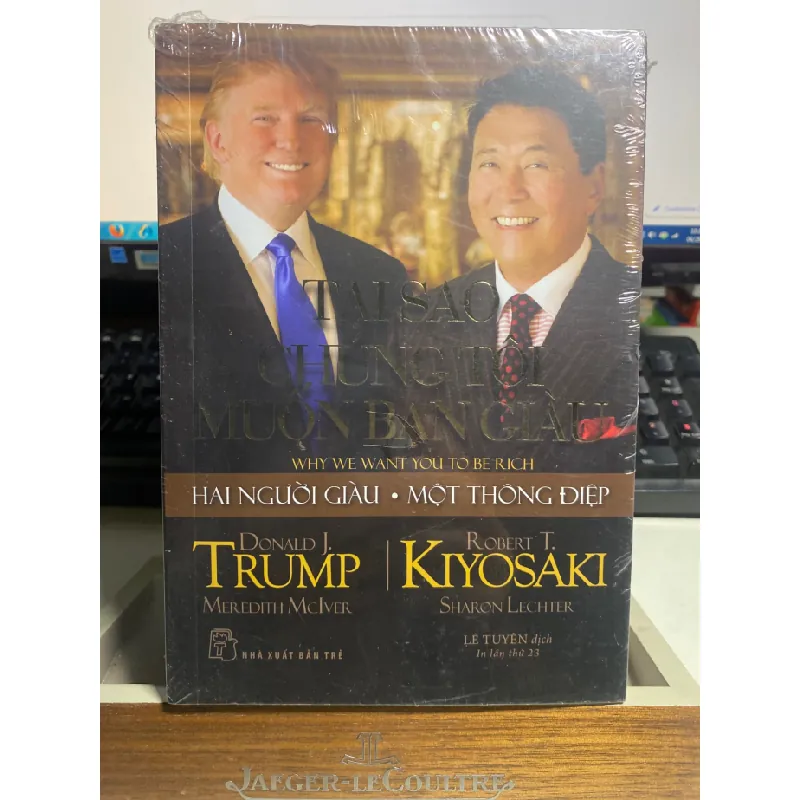 TẠI SAO
CHÚNG TÔI
MUỐN BẠN GIÀU
WHY WE WANT YOU TO BE RICH
HAI NGƯỜI GIÀU • MỘT THÔNG ĐIỆP
DONALD J.
TRUMP
MEREDITH MCIVER
ROBERT T.
KIYOSAKI
SHARON LECHTER
NHÀ XUẤT BẢN TRẺ
LÊ TUYÊN dịch
In lần thứ 23
JAEGER-LECOULTRE